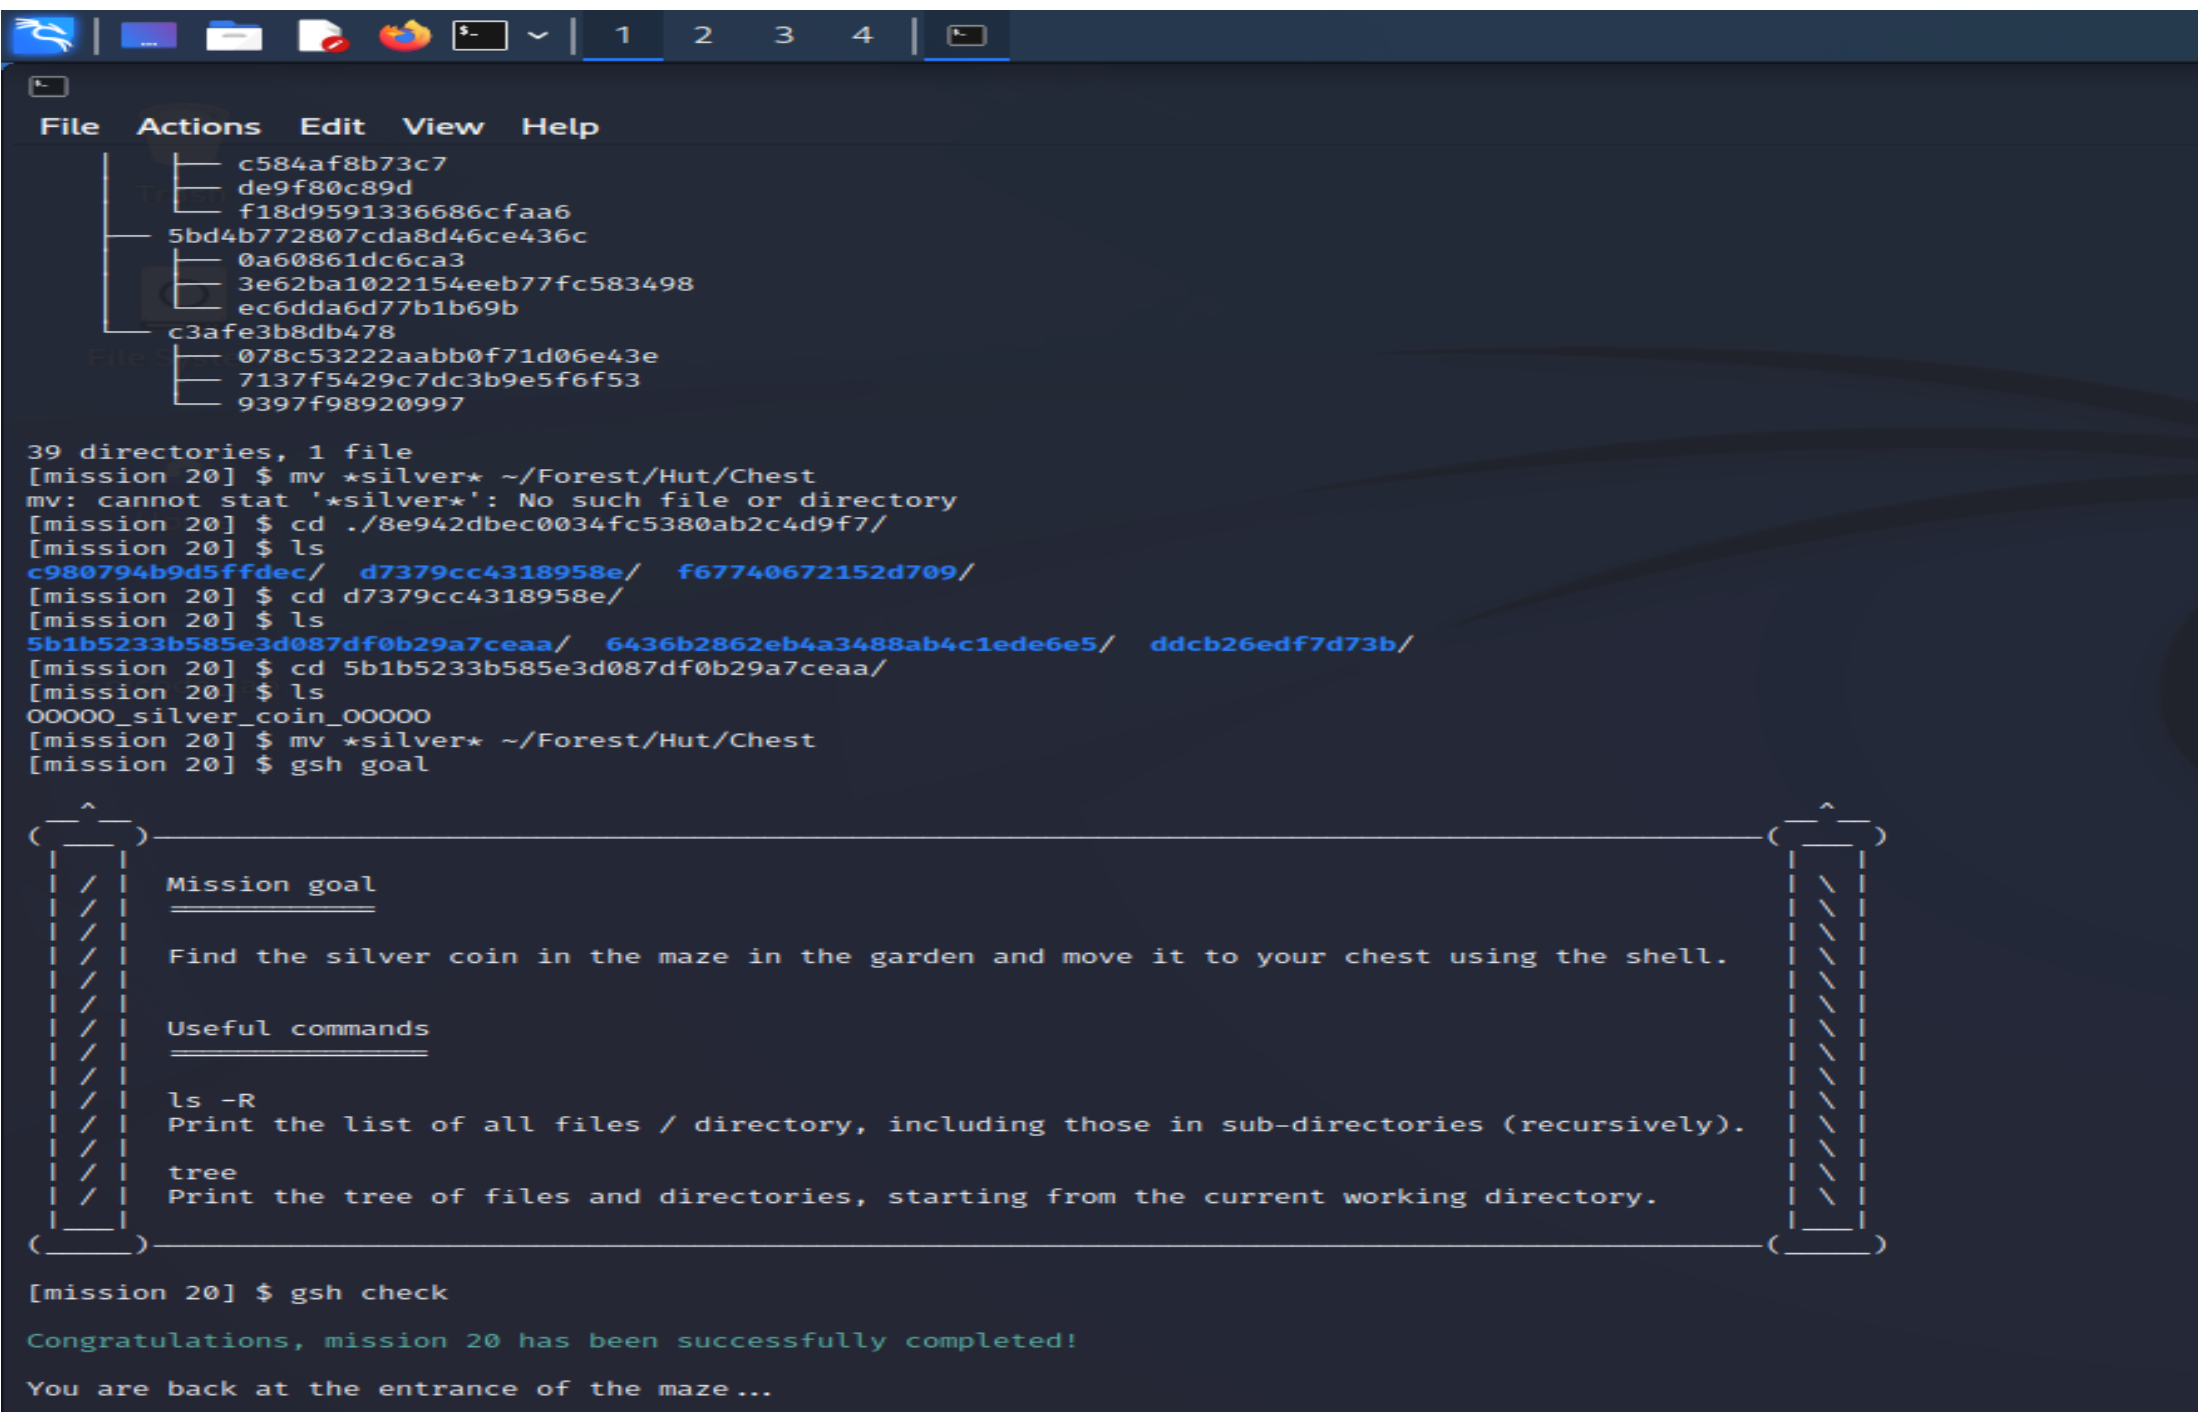 1 2 3 4
File Actions Edit View Help
├── c584af8b73c7
├── de9f80c89d
└── f18d9591336686cfaa6
├── 5bd4b772807cda8d46ce436c
├── 0a60861dc6ca3
├── 3e62ba1022154eeb77fc583498
└── ec6dda6d77b1b69b
└── c3afe3b8db478
├── 078c53222aabb0f71d06e43e
├── 7137f5429c7dc3b9e5f6f53
└── 9397f98920997
39 directories, 1 file
[mission 20] $ mv *silver* ~/Forest/Hut/Chest
mv: cannot stat '*silver*': No such file or directory
[mission 20] $ cd ./8e942dbec0034fc5380ab2c4d9f7/
[mission 20] $ ls
c980794b9d5ffdec/ d7379cc4318958e/ f67740672152d709/
[mission 20] $ cd d7379cc4318958e/
[mission 20] $ ls
5b1b5233b585e3d087df0b29a7ceaa/ 6436b2862eb4a3488ab4c1ede6e5/ ddcb26edf7d73b/
[mission 20] $ cd 5b1b5233b585e3d087df0b29a7ceaa/
[mission 20] $ ls
OOOOO_silver_coin_OOOOO
[mission 20] $ mv *silver* ~/Forest/Hut/Chest
[mission 20] $ gsh goal
Mission goal
============
Find the silver coin in the maze in the garden and move it to your chest using the shell.
Useful commands
===============
ls -R
Print the list of all files / directory, including those in sub-directories (recursively).
tree
Print the tree of files and directories, starting from the current working directory.
[mission 20] $ gsh check
Congratulations, mission 20 has been successfully completed!
You are back at the entrance of the maze...